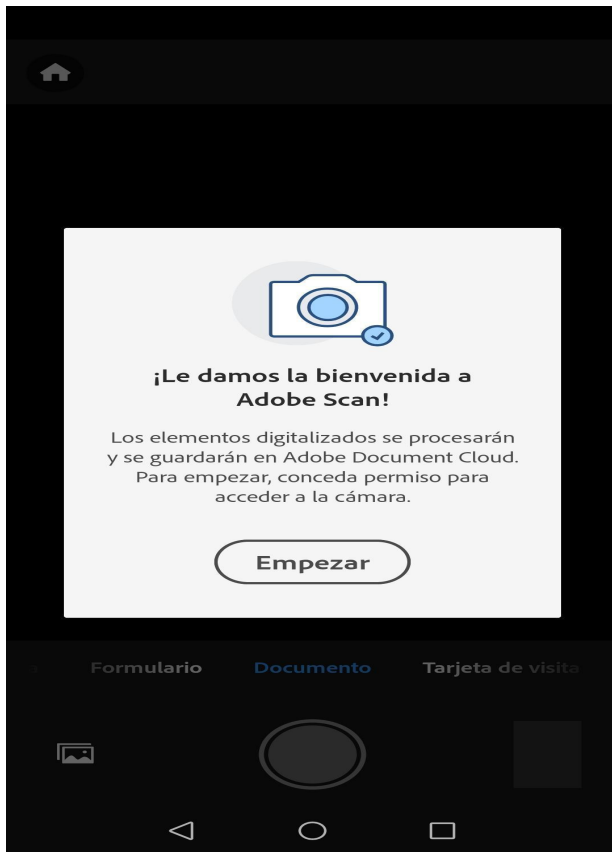 ¡Le damos la bienvenida a
Adobe Scan!
Los elementos digitalizados se procesarán
y se guardarán en Adobe Document Cloud.
Para empezar, conceda permiso para
acceder a la cámara.
Empezar
Formulario Documento Tarjeta de visita